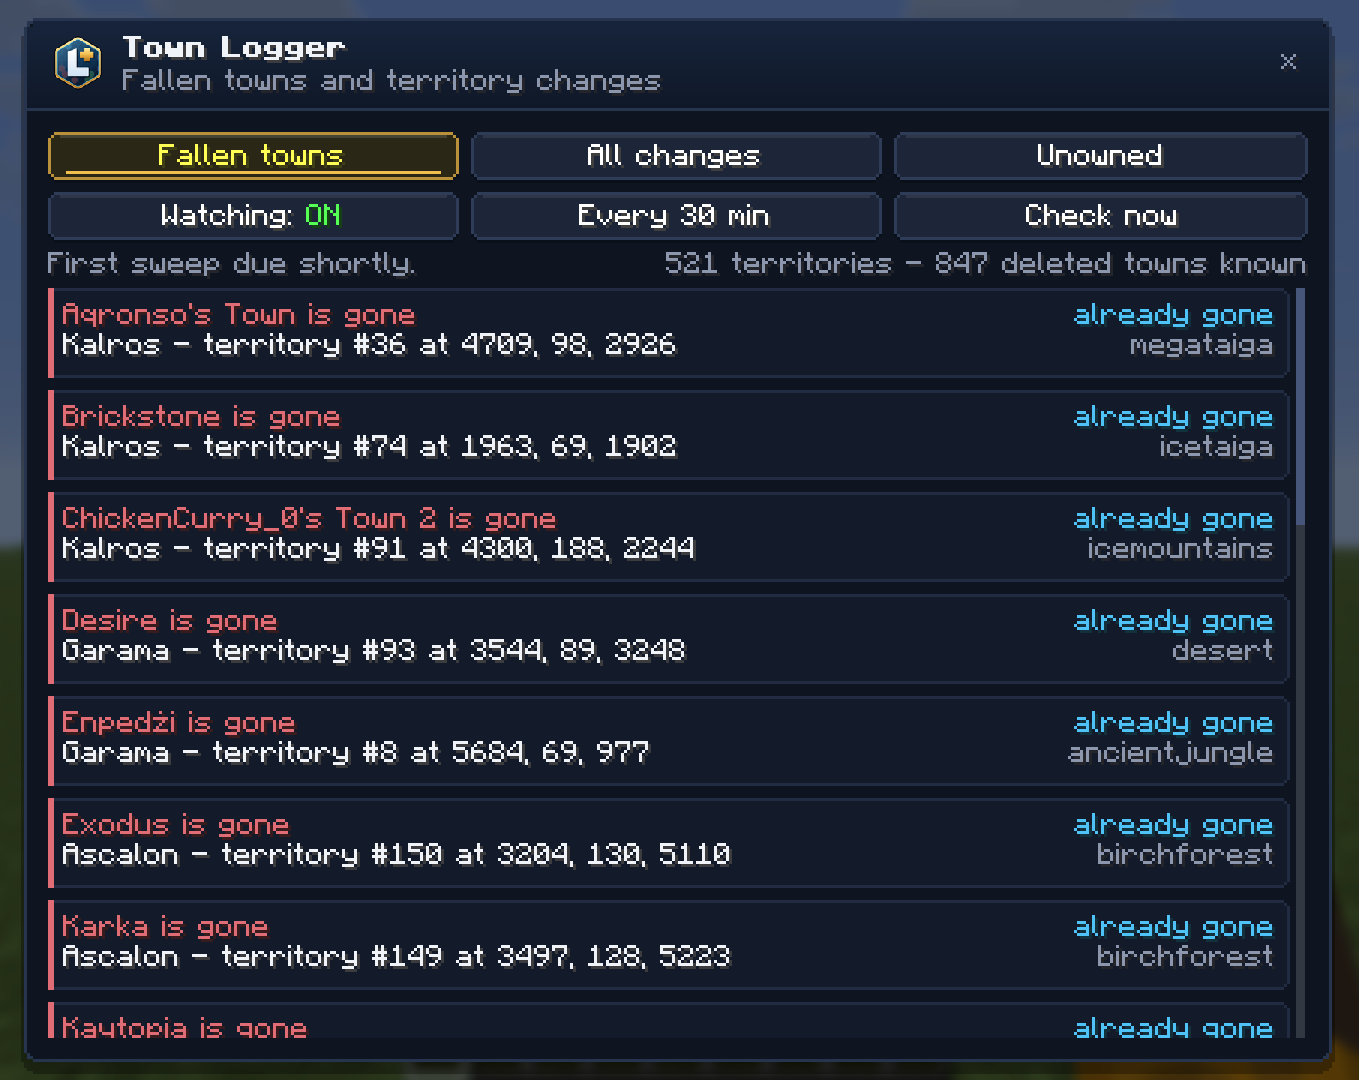 Town Logger
Fallen towns and territory changes
×
Fallen towns
All changes
Unowned
Watching: ON
Every 30 min
Check now
First sweep due shortly.
521 territories – 847 deleted towns known
Aqronso's Town is gone
already gone
Kalros – territory #36 at 4709, 98, 2926
megataiga
Brickstone is gone
already gone
Kalros – territory #74 at 1963, 69, 1902
icetaiga
ChickenCurry_0's Town 2 is gone
already gone
Kalros – territory #91 at 4300, 188, 2244
icemountains
Desire is gone
already gone
Garama – territory #93 at 3544, 89, 3248
desert
Enpedżi is gone
already gone
Garama – territory #8 at 5684, 69, 977
ancientjungle
Exodus is gone
already gone
Ascalon – territory #150 at 3204, 130, 5110
birchforest
Karka is gone
already gone
Ascalon – territory #149 at 3497, 128, 5223
birchforest
Kaytopia is gone
already gone